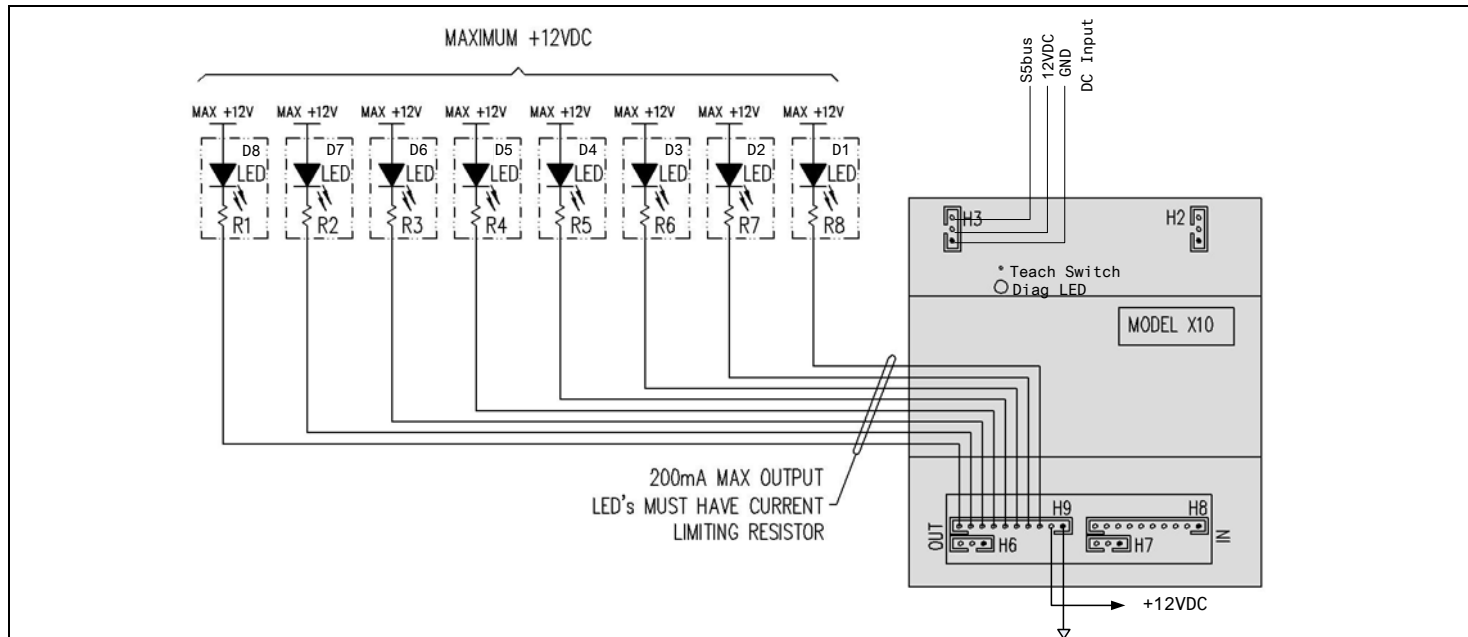 MAXIMUM +12VDC
MAX +12V MAX +12V MAX +12V MAX +12V MAX +12V MAX +12V MAX +12V MAX +12V
D8 D7 D6 D5 D4 D3 D2 D1
LED LED LED LED LED LED LED LED
R1 R2 R3 R4 R5 R6 R7 R8
S5bus
12VDC
GND
DC Input
H3
H2
Teach Switch
Diag LED
MODEL X10
200mA MAX OUTPUT
LED's MUST HAVE CURRENT
LIMITING RESISTOR
OUT
H9
H8
H6
H7
IN
+12VDC